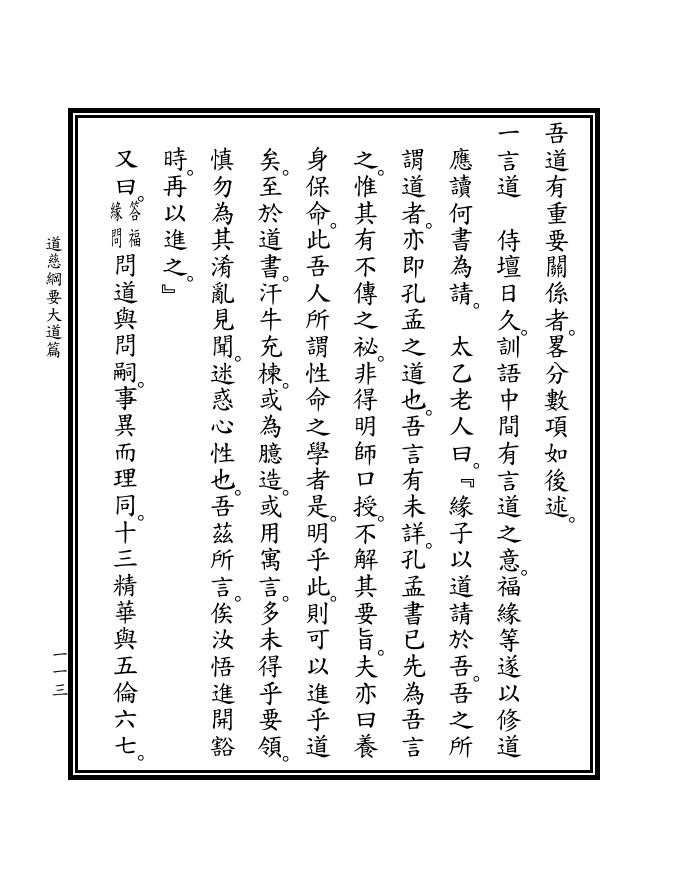 吾道有重要關係者。畧分數項如後述。
一言道　侍壇日久。訓語中間有言道之意。福緣等遂以修道
應讀何書為請。　太乙老人曰。『緣子以道請於吾。吾之所
謂道者。亦即孔孟之道也。吾言有未詳。孔孟書已先為吾言
之。惟其有不傳之祕。非得明師口授。不解其要旨。夫亦曰養
身保命。此吾人所謂性命之學者是。明乎此。則可以進乎道
矣。至於道書。汗牛充棟。或為臆造。或用寓言。多未得乎要領。
慎勿為其淆亂見聞。迷惑心性也。吾茲所言。俟汝悟進開豁
時。再以進之。』
又曰。答福緣問問道與問嗣。事異而理同。十三精華與五倫六七。
道慈綱要大道篇
一一三